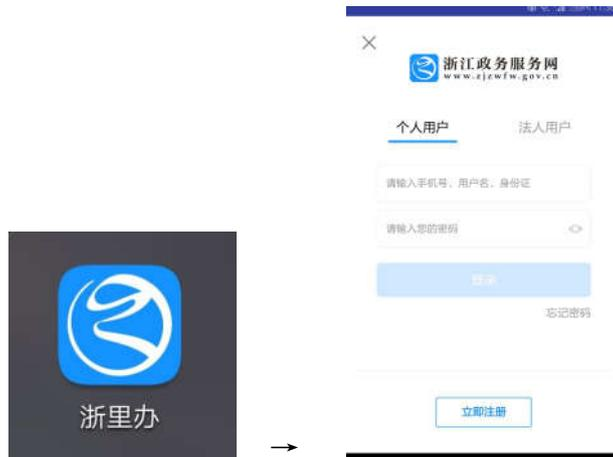 浙里办
浙江政务服务网
www.zjzwfw.gov.cn
个人用户
法人用户
请输入手机号、用户名、身份证
请输入您的密码
登录
忘记密码
立即注册